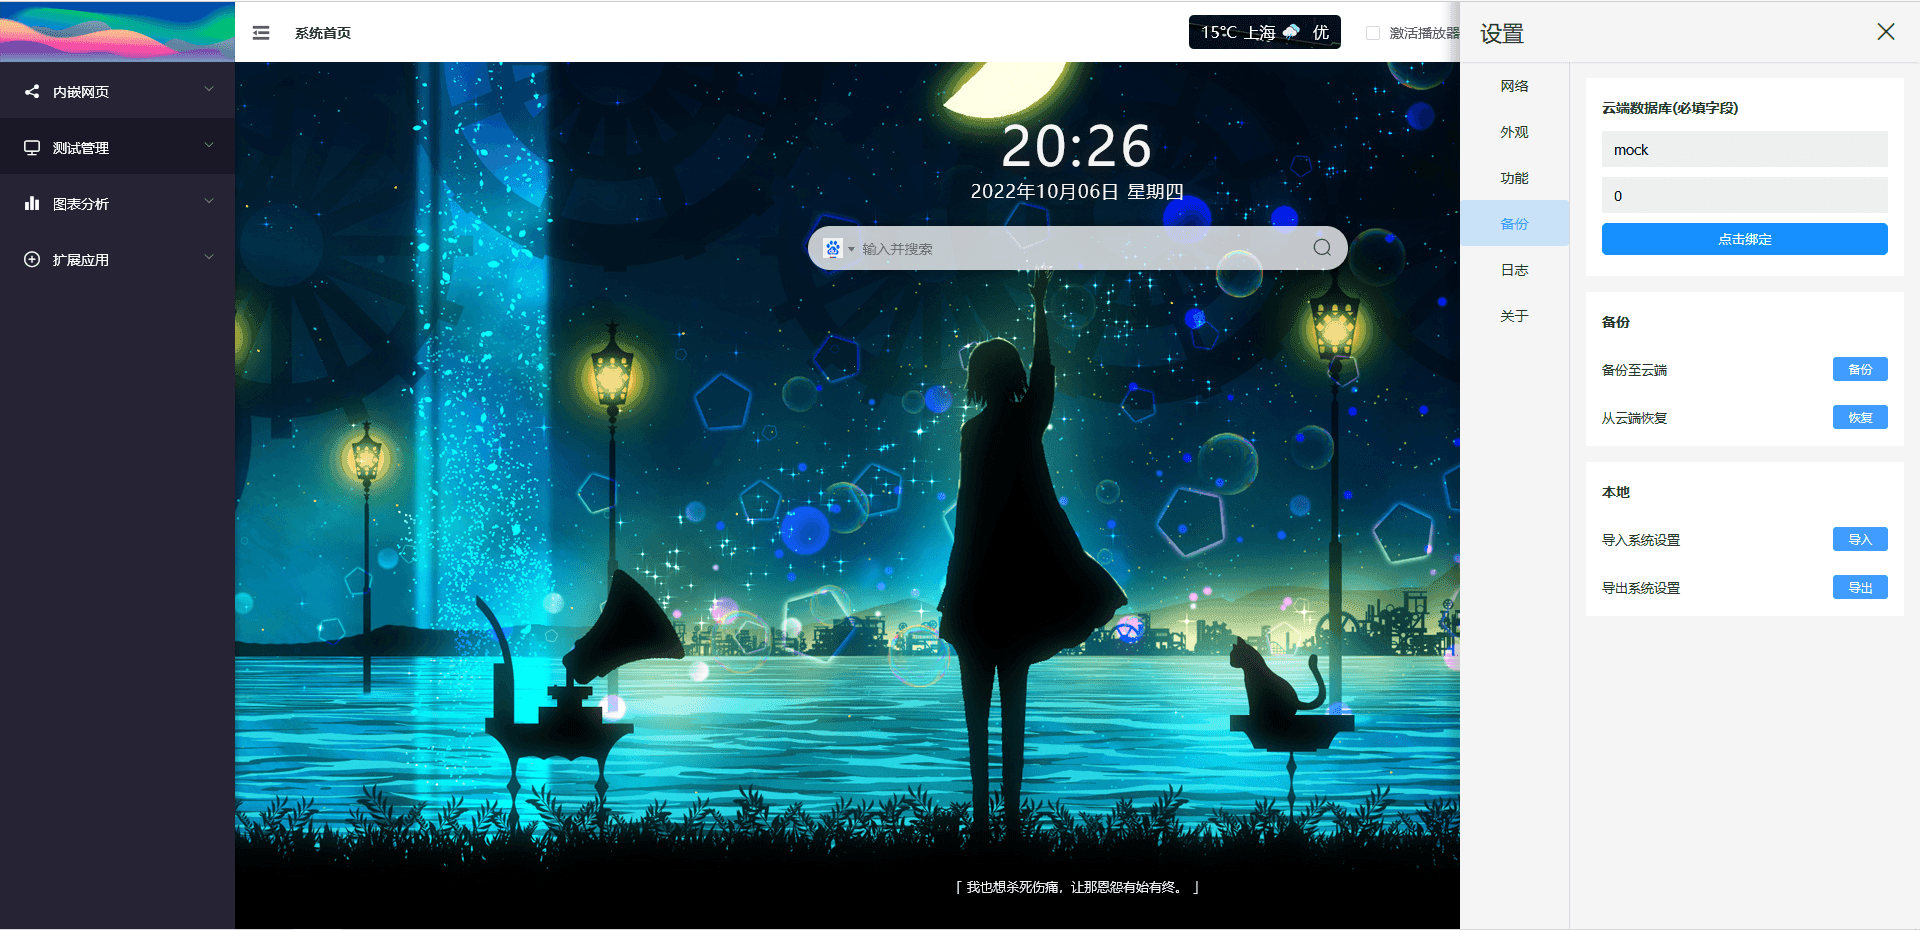 系统首页
15℃ 上海 优
激活播放器
设置
内嵌网页
测试管理
图表分析
扩展应用
20:26
2022年10月06日 星期四
输入并搜索
「 我也想杀死伤痛，让那恩怨有始有终。 」
网络
外观
功能
备份
日志
关于
云端数据库(必填字段)
mock
0
点击绑定
备份
备份至云端 备份
从云端恢复 恢复
本地
导入系统设置 导入
导出系统设置 导出